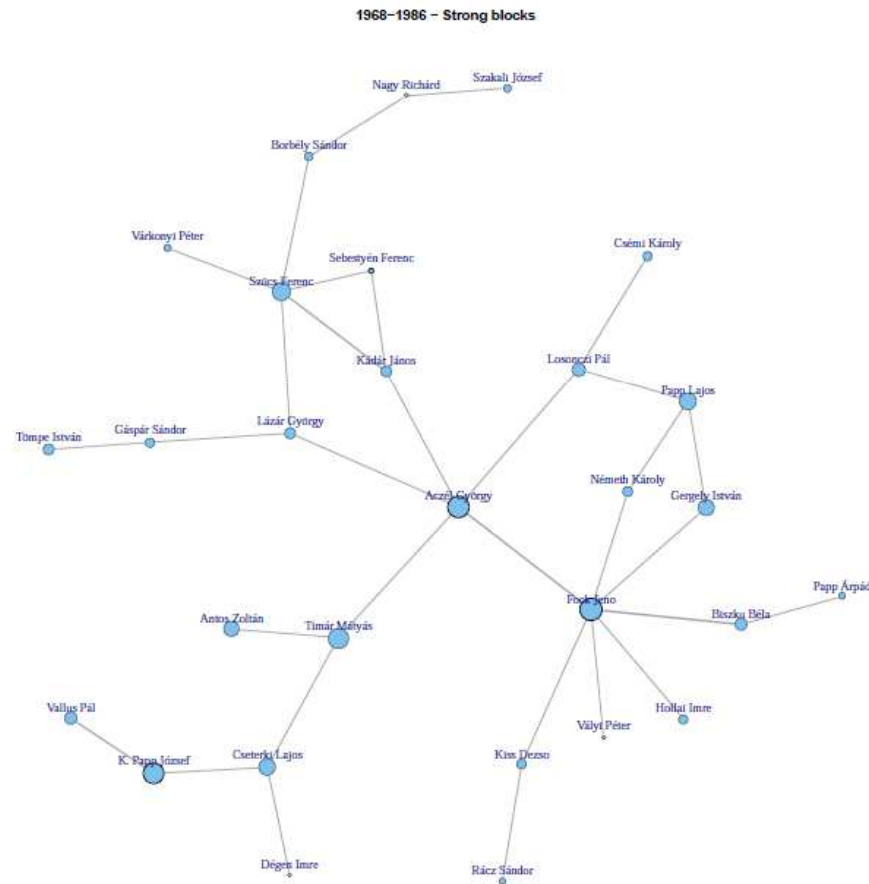 1968−1986 − Strong blocks
Szakali József
Nagy Richárd
Borbély Sándor
Várkonyi Péter
Csémi Károly
Sebestyén Ferenc
Szűcs Ferenc
Kádár János
Losonczi Pál
Papp Lajos
Lázár György
Gáspár Sándor
Tömpe István
Németh Károly
Aczél György
Gergely István
Papp Árpád
Fock Jeno
Biszku Béla
Antos Zoltán
Timár Mátyás
Vallus Pál
Hollai Imre
Vályi Péter
K. Papp József
Cseterki Lajos
Kiss Dezso
Dégen Imre
Rácz Sándor